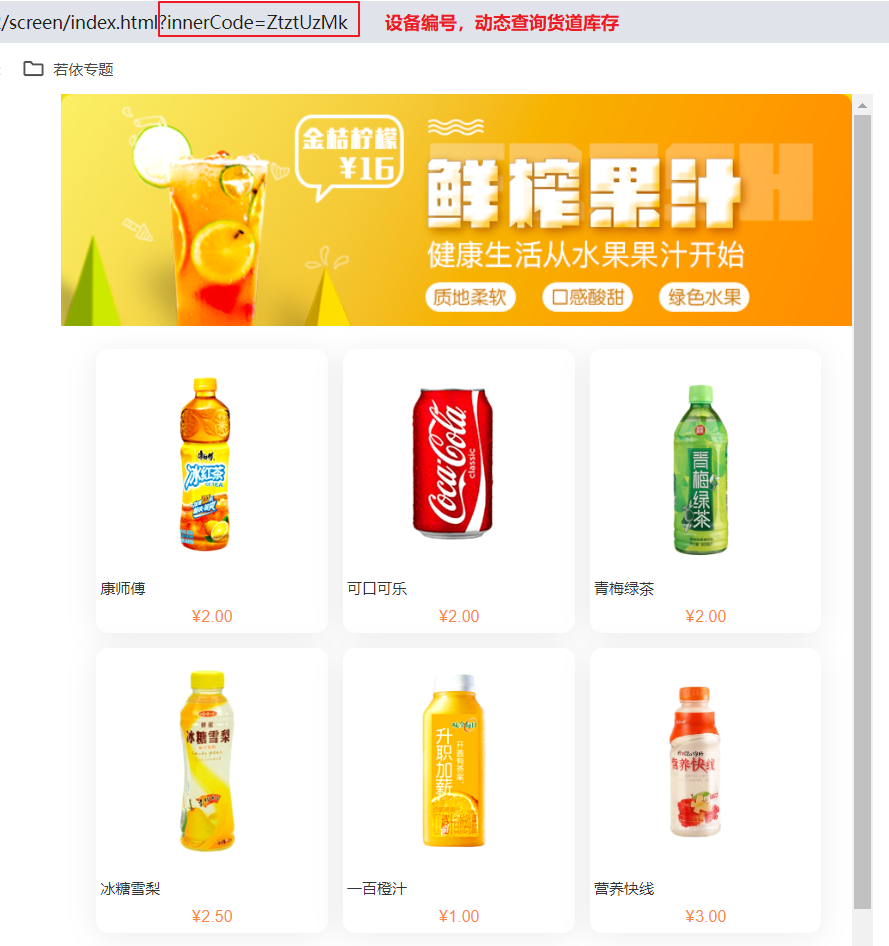 /screen/index.html?innerCode=ZtztUzMk 设备编号，动态查询货道库存
若依专题
金桔柠檬
¥16
FRESH
鲜榨果汁
健康生活从水果果汁开始
质地柔软 口感酸甜 绿色水果
康师傅
冰红茶
Coca-Cola
classic
青梅绿茶
康师傅 可口可乐 青梅绿茶
¥2.00 ¥2.00 ¥2.00
冰糖雪梨
升职加薪
营养快线
冰糖雪梨 一百橙汁 营养快线
¥2.50 ¥1.00 ¥3.00